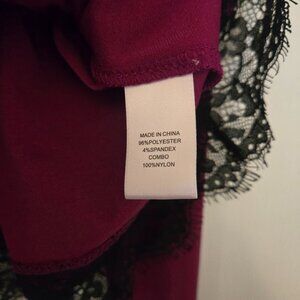 MADE IN CHINA
96%POLYESTER
4%SPANDEX
COMBO
100%NYLON